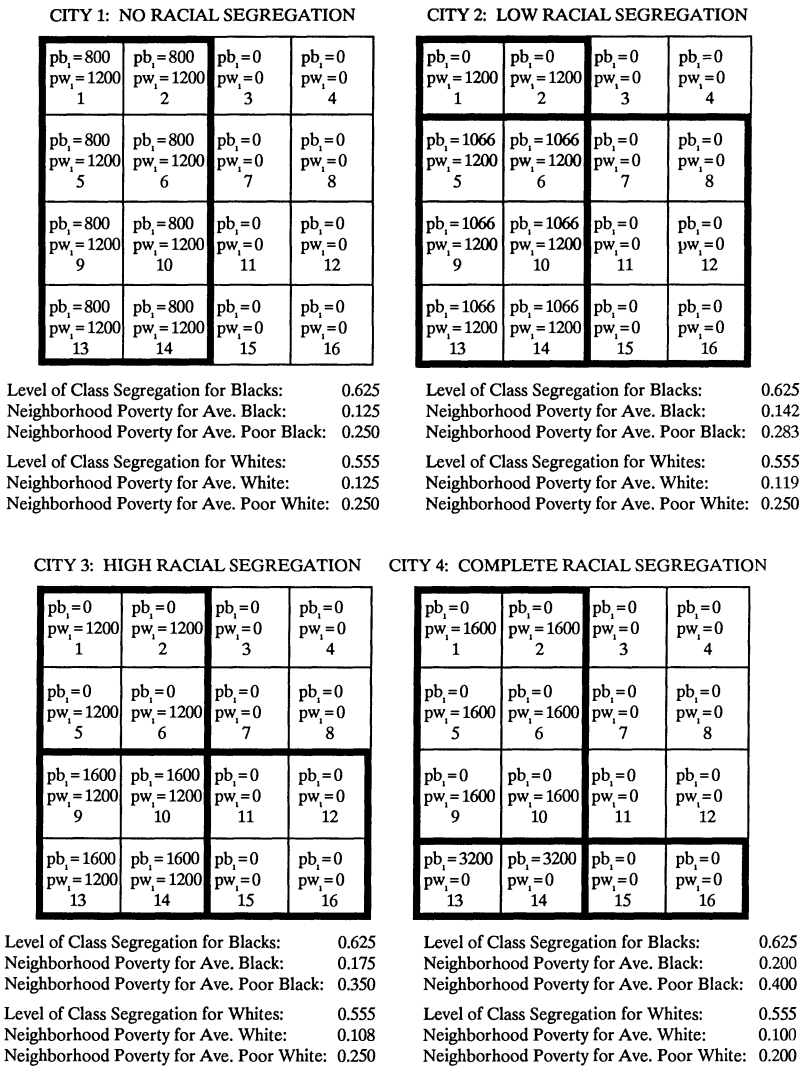 CITY 1: NO RACIAL SEGREGATION
pb₁=800 pb₁=800 pb₁=0 pb₁=0
pw₁=1200 pw₁=1200 pw₁=0 pw₁=0
1 2 3 4
pb₁=800 pb₁=800 pb₁=0 pb₁=0
pw₁=1200 pw₁=1200 pw₁=0 pw₁=0
5 6 7 8
pb₁=800 pb₁=800 pb₁=0 pb₁=0
pw₁=1200 pw₁=1200 pw₁=0 pw₁=0
9 10 11 12
pb₁=800 pb₁=800 pb₁=0 pb₁=0
pw₁=1200 pw₁=1200 pw₁=0 pw₁=0
13 14 15 16
Level of Class Segregation for Blacks: 0.625
Neighborhood Poverty for Ave. Black: 0.125
Neighborhood Poverty for Ave. Poor Black: 0.250
Level of Class Segregation for Whites: 0.555
Neighborhood Poverty for Ave. White: 0.125
Neighborhood Poverty for Ave. Poor White: 0.250
CITY 2: LOW RACIAL SEGREGATION
pb₁=0 pb₁=0 pb₁=0 pb₁=0
pw₁=1200 pw₁=1200 pw₁=0 pw₁=0
1 2 3 4
pb₁=1066 pb₁=1066 pb₁=0 pb₁=0
pw₁=1200 pw₁=1200 pw₁=0 pw₁=0
5 6 7 8
pb₁=1066 pb₁=1066 pb₁=0 pb₁=0
pw₁=1200 pw₁=1200 pw₁=0 pw₁=0
9 10 11 12
pb₁=1066 pb₁=1066 pb₁=0 pb₁=0
pw₁=1200 pw₁=1200 pw₁=0 pw₁=0
13 14 15 16
Level of Class Segregation for Blacks: 0.625
Neighborhood Poverty for Ave. Black: 0.142
Neighborhood Poverty for Ave. Poor Black: 0.283
Level of Class Segregation for Whites: 0.555
Neighborhood Poverty for Ave. White: 0.119
Neighborhood Poverty for Ave. Poor White: 0.250
CITY 3: HIGH RACIAL SEGREGATION
pb₁=0 pb₁=0 pb₁=0 pb₁=0
pw₁=1200 pw₁=1200 pw₁=0 pw₁=0
1 2 3 4
pb₁=0 pb₁=0 pb₁=0 pb₁=0
pw₁=1200 pw₁=1200 pw₁=0 pw₁=0
5 6 7 8
pb₁=1600 pb₁=1600 pb₁=0 pb₁=0
pw₁=1200 pw₁=1200 pw₁=0 pw₁=0
9 10 11 12
pb₁=1600 pb₁=1600 pb₁=0 pb₁=0
pw₁=1200 pw₁=1200 pw₁=0 pw₁=0
13 14 15 16
Level of Class Segregation for Blacks: 0.625
Neighborhood Poverty for Ave. Black: 0.175
Neighborhood Poverty for Ave. Poor Black: 0.350
Level of Class Segregation for Whites: 0.555
Neighborhood Poverty for Ave. White: 0.108
Neighborhood Poverty for Ave. Poor White: 0.250
CITY 4: COMPLETE RACIAL SEGREGATION
pb₁=0 pb₁=0 pb₁=0 pb₁=0
pw₁=1600 pw₁=1600 pw₁=0 pw₁=0
1 2 3 4
pb₁=0 pb₁=0 pb₁=0 pb₁=0
pw₁=1600 pw₁=1600 pw₁=0 pw₁=0
5 6 7 8
pb₁=0 pb₁=0 pb₁=0 pb₁=0
pw₁=1600 pw₁=1600 pw₁=0 pw₁=0
9 10 11 12
pb₁=3200 pb₁=3200 pb₁=0 pb₁=0
pw₁=0 pw₁=0 pw₁=0 pw₁=0
13 14 15 16
Level of Class Segregation for Blacks: 0.625
Neighborhood Poverty for Ave. Black: 0.200
Neighborhood Poverty for Ave. Poor Black: 0.400
Level of Class Segregation for Whites: 0.555
Neighborhood Poverty for Ave. White: 0.100
Neighborhood Poverty for Ave. Poor White: 0.200